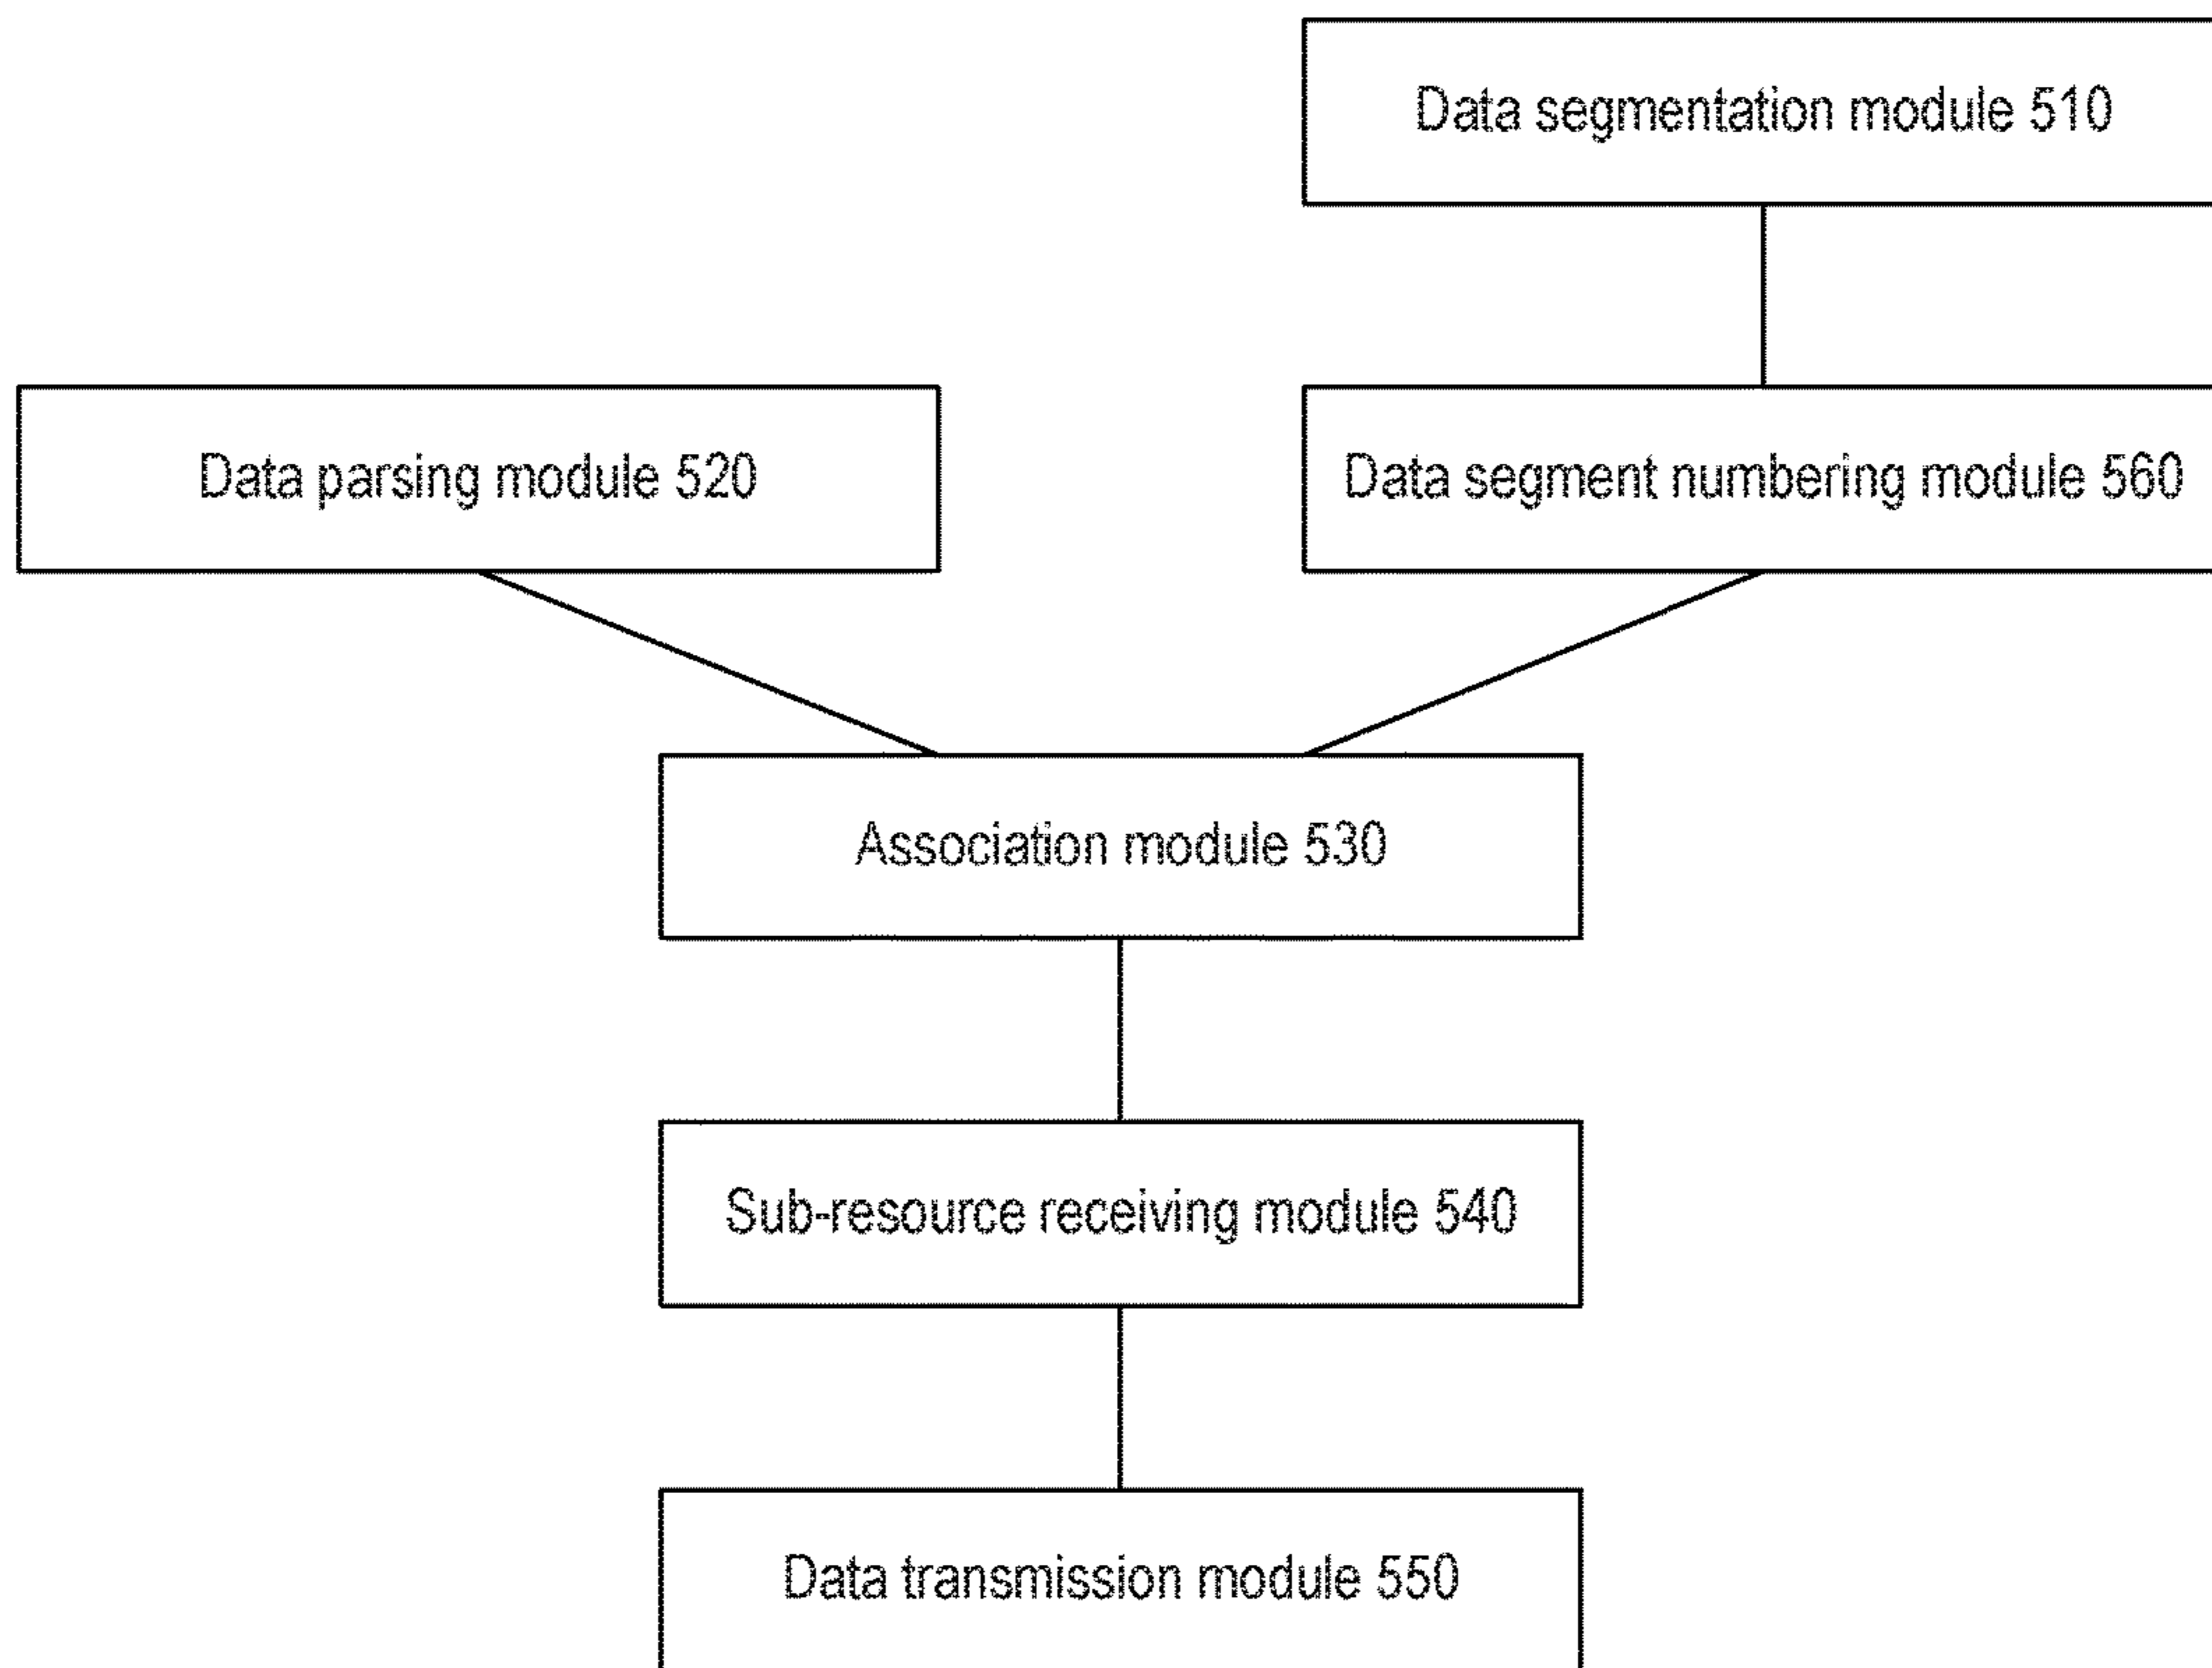 Data segmentation module 510
Data parsing module 520
Data segment numbering module 560
Association module 530
Sub-resource receiving module 540
Data transmission module 550